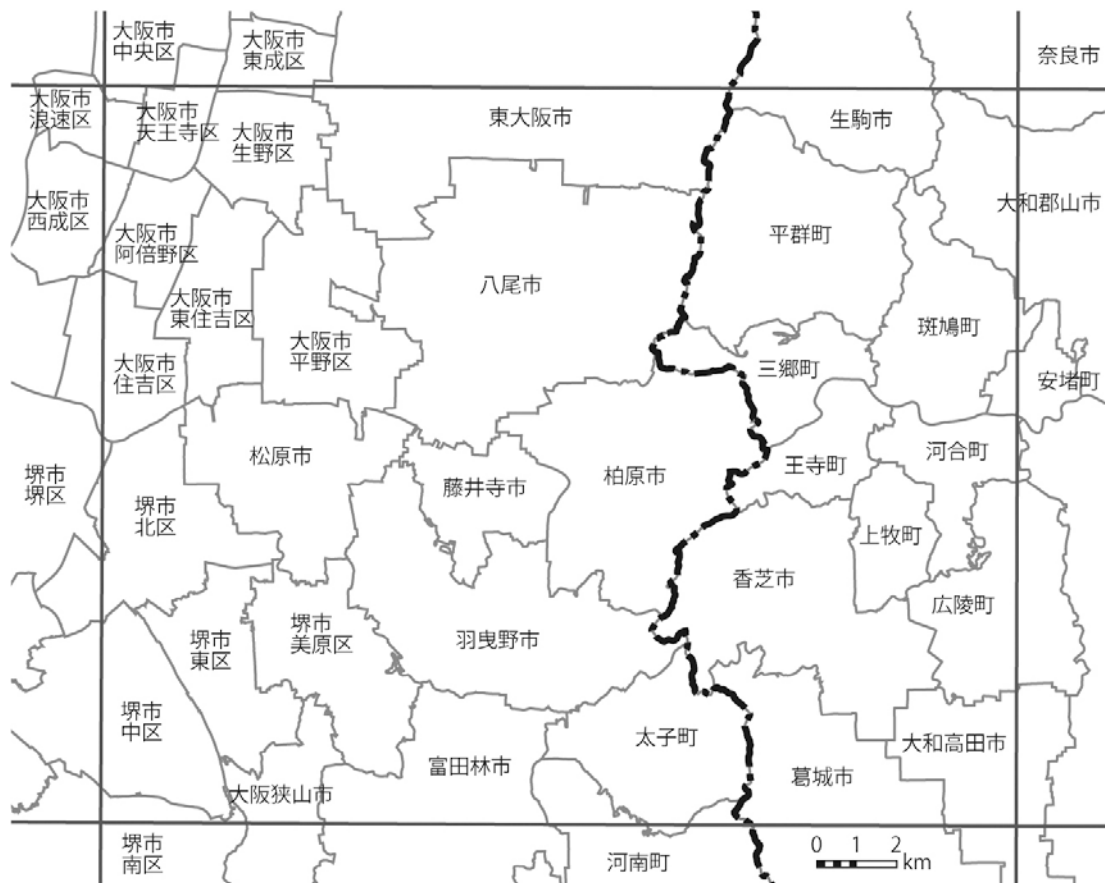 大阪市
中央区
大阪市
東成区
奈良市
大阪市
浪速区
大阪市
天王寺区
大阪市
生野区
東大阪市
生駒市
大阪市
西成区
大阪市
阿倍野区
大和郡山市
平群町
八尾市
大阪市
東住吉区
大阪市
平野区
斑鳩町
大阪市
住吉区
三郷町
安堵町
堺市
堺区
堺市
北区
松原市
藤井寺市
柏原市
王寺町
河合町
上牧町
香芝市
広陵町
堺市
東区
堺市
美原区
羽曳野市
堺市
中区
太子町
大和高田市
富田林市
大阪狭山市
葛城市
堺市
南区
河南町
0 1 2
km